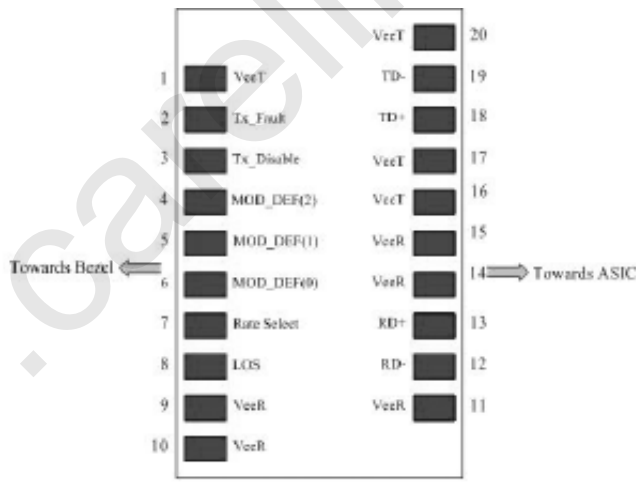 VeeT 20
1 VeeT TD- 19
2 Tx_Fault TD+ 18
3 Tx_Disable VeeT 17
4 MOD_DEF(2) VeeT 16
5 MOD_DEF(1) VeeR 15
Towards Bezel
6 MOD_DEF(0) VeeR 14 Towards ASIC
7 Rate Select RD+ 13
8 LOS RD- 12
9 VeeR VeeR 11
10 VeeR